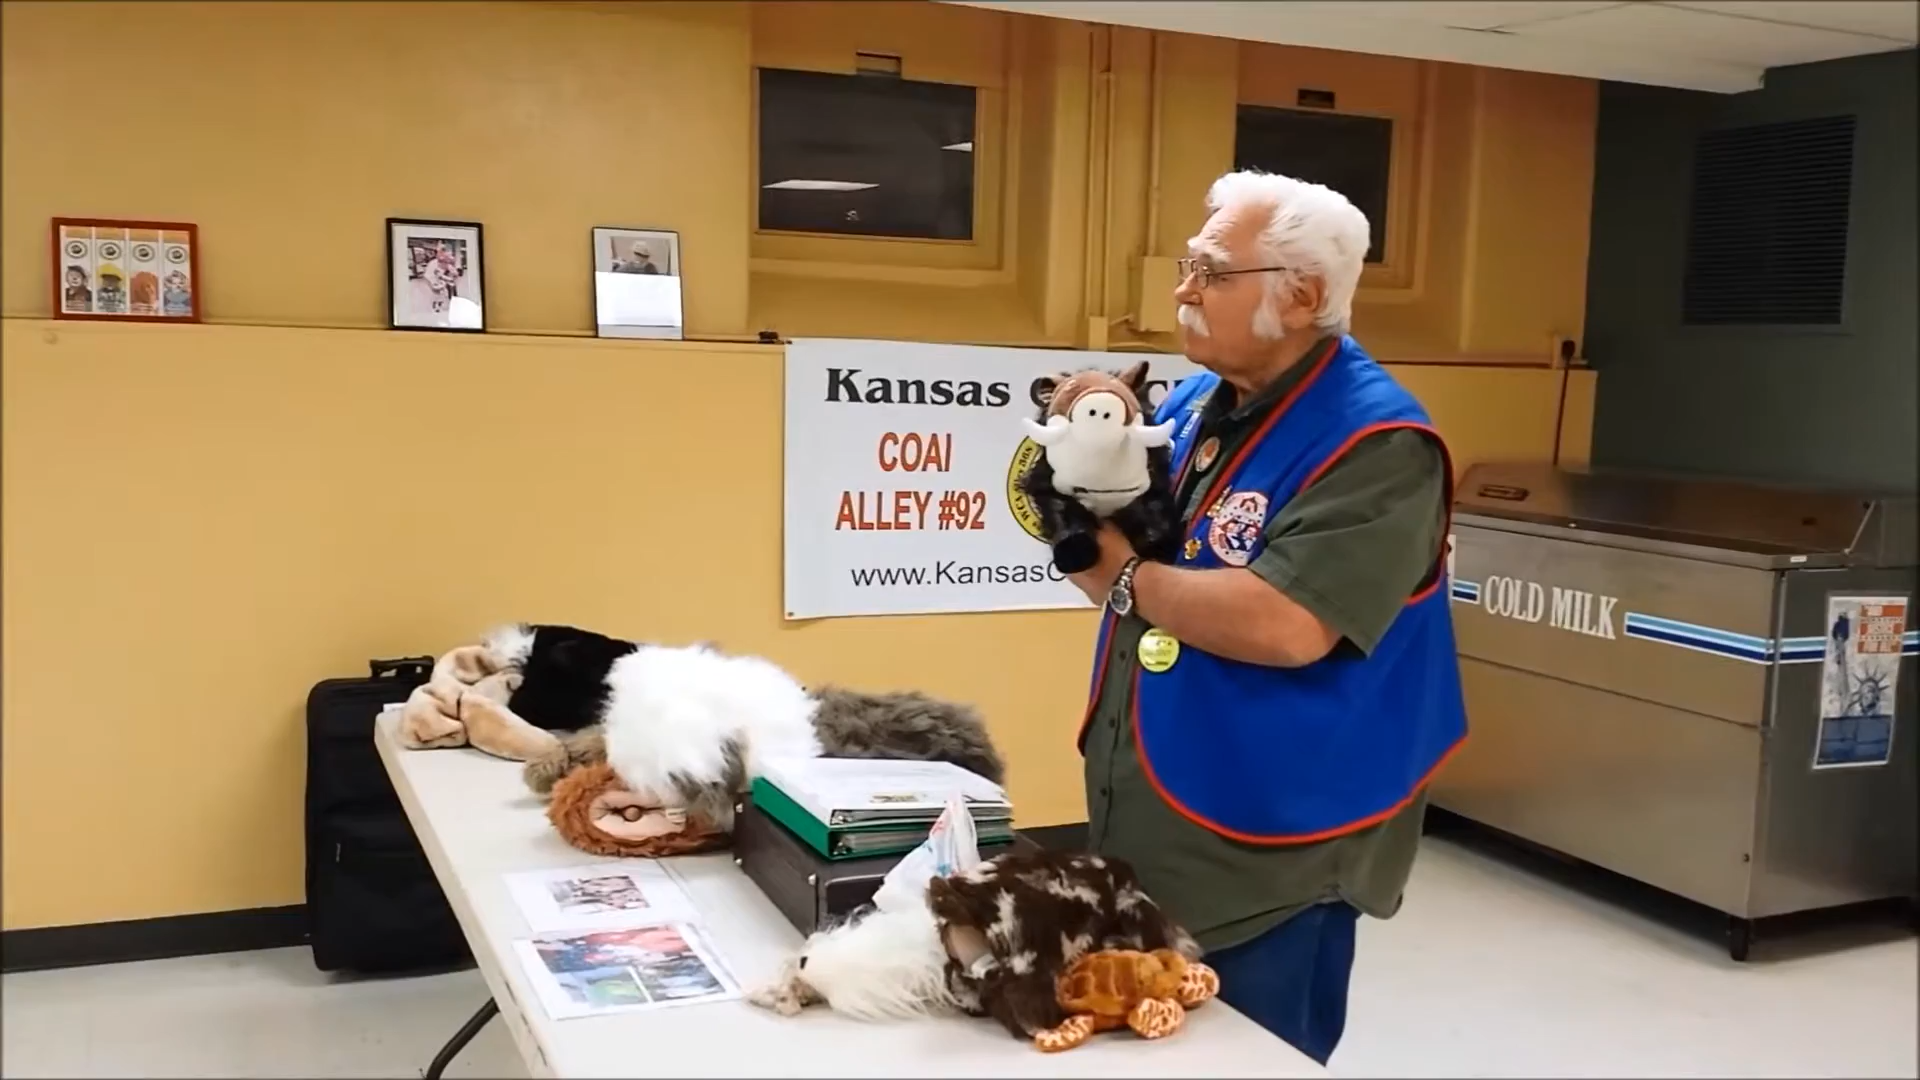 Kansas
COAI
ALLEY #92
www.KansasC
COLD MILK